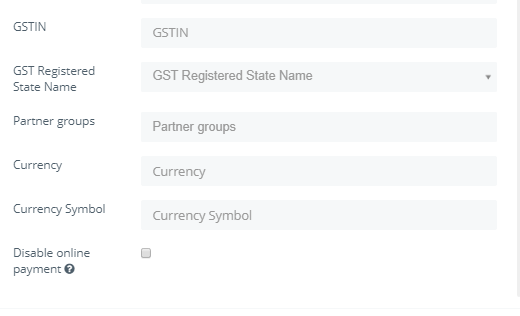 GSTIN
GSTIN
GST Registered
State Name
GST Registered State Name
Partner groups
Partner groups
Currency
Currency
Currency Symbol
Currency Symbol
Disable online
payment